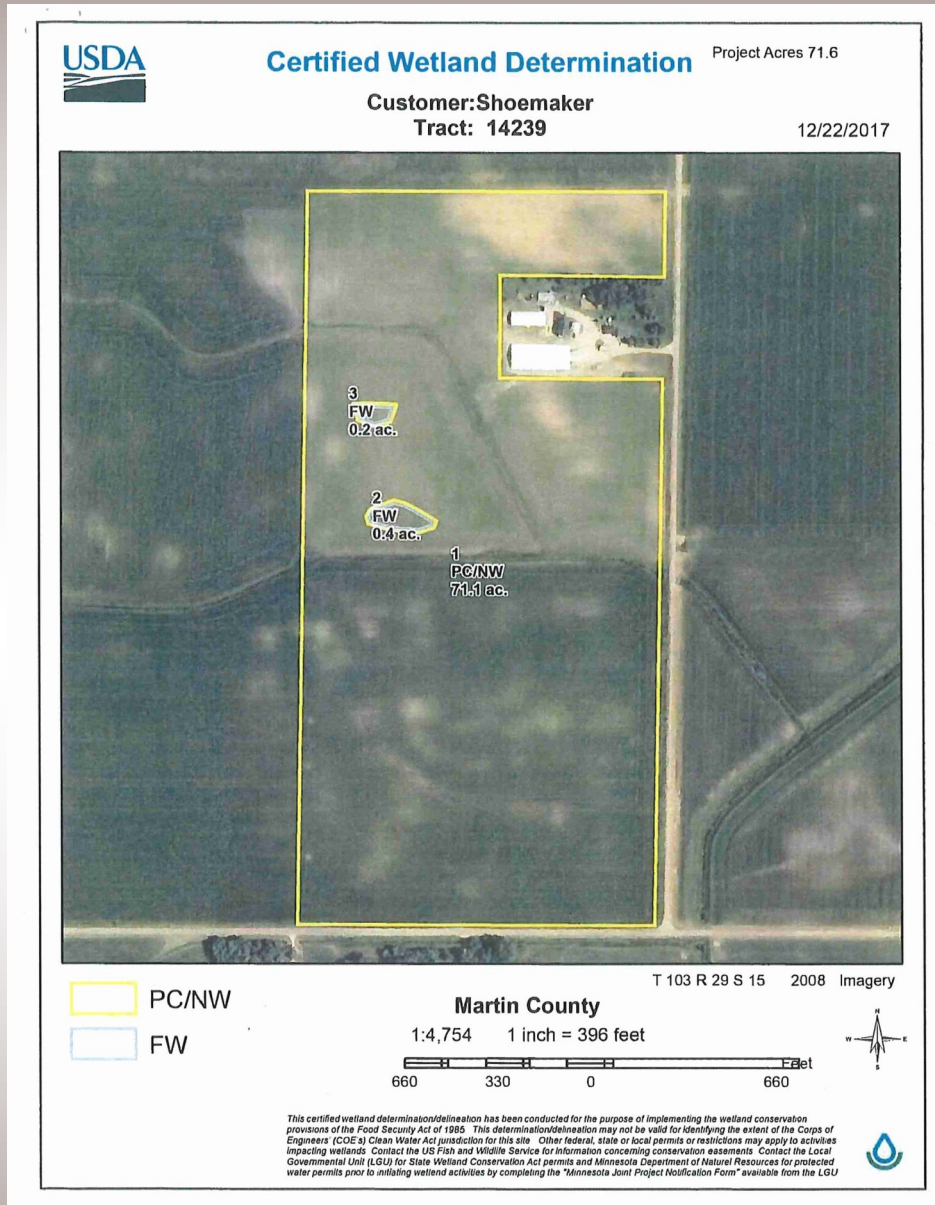 USDA
Certified Wetland Determination
Project Acres 71.6
Customer:Shoemaker
Tract: 14239
12/22/2017
3
FW
0.2 ac.
2
FW
0.4 ac.
1
PC/NW
71.1 ac.
T 103 R 29 S 15 2008 Imagery
PC/NW
FW
Martin County
1:4,754 1 inch = 396 feet
Feet
660 330 0 660
N
W E
S
This certified wetland determination/delineation has been conducted for the purpose of implementing the wetland conservation
provisions of the Food Security Act of 1985 This determination/delineation may not be valid for identifying the extent of the Corps of
Engineers' (COE's) Clean Water Act jurisdiction for this site Other federal, state or local permits or restrictions may apply to activities
impacting wetlands Contact the US Fish and Wildlife Service for information concerning conservation easements Contact the Local
Governmental Unit (LGU) for State Wetland Conservation Act permits and Minnesota Department of Naturel Resources for protected
water permits prior to initiating wetland activities by completing the "Minnesota Joint Project Notification Form" available from the LGU